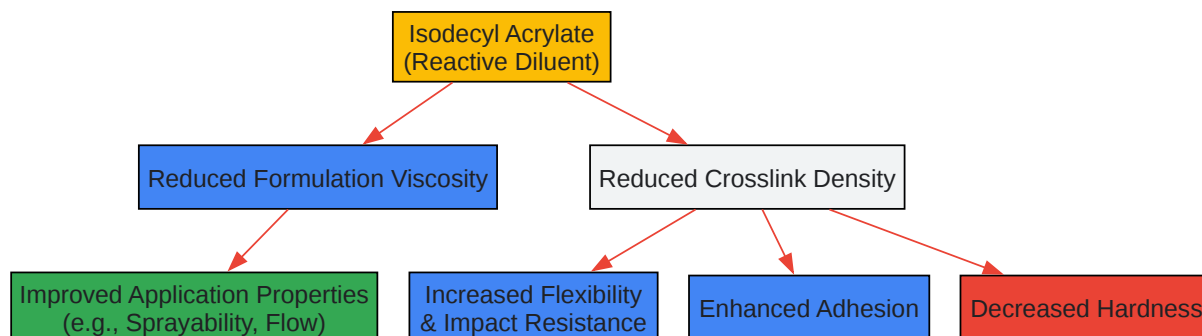 Isodecyl Acrylate
(Reactive Diluent)
Reduced Formulation Viscosity
Reduced Crosslink Density
Improved Application Properties
(e.g., Sprayability, Flow)
Increased Flexibility
& Impact Resistance
Enhanced Adhesion
Decreased Hardness